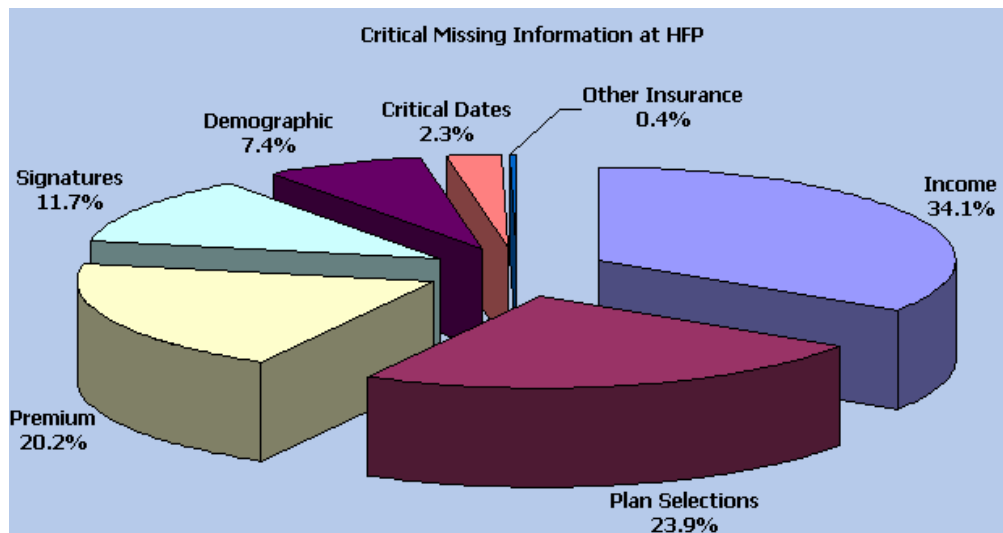 Critical Missing Information at HFP
Other Insurance
0.4%
Critical Dates
2.3%
Demographic
7.4%
Signatures
11.7%
Income
34.1%
Premium
20.2%
Plan Selections
23.9%